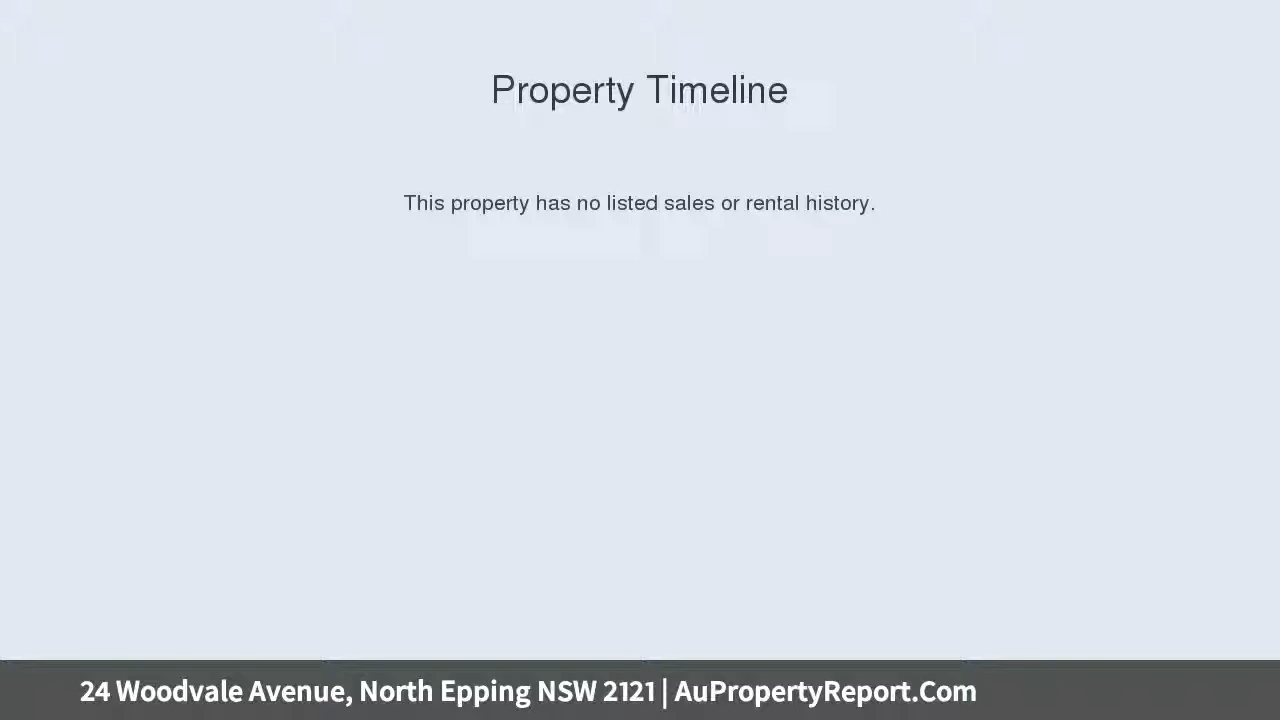 Property Timeline
This property has no listed sales or rental history.
24 Woodvale Avenue, North Epping NSW 2121 | AuPropertyReport.Com